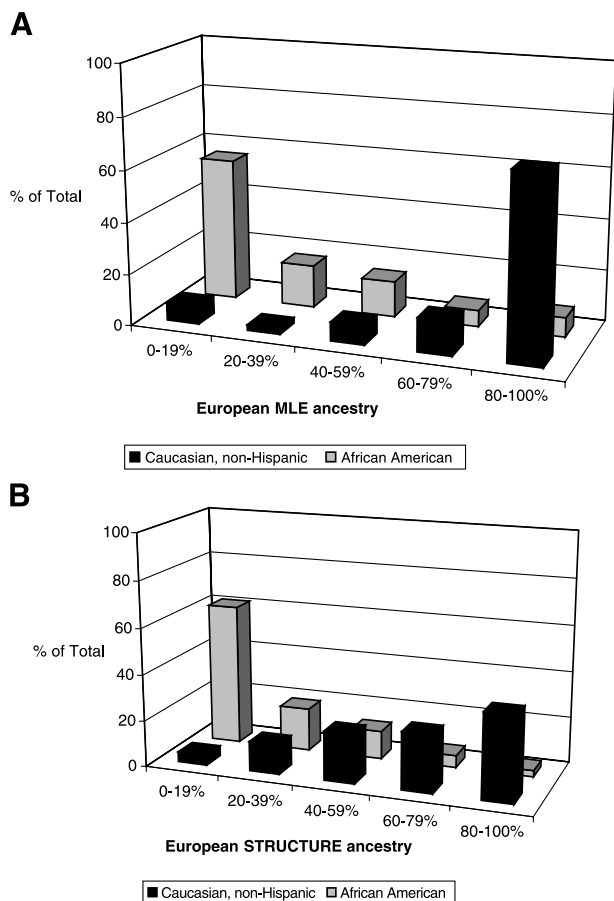 A
100
80
60
% of Total
40
20
0
0-19%
20-39%
40-59%
60-79%
80-100%
European MLE ancestry
Caucasian, non-Hispanic African American
B
100
80
60
% of Total
40
20
0
0-19%
20-39%
40-59%
60-79%
80-100%
European STRUCTURE ancestry
Caucasian, non-Hispanic African American